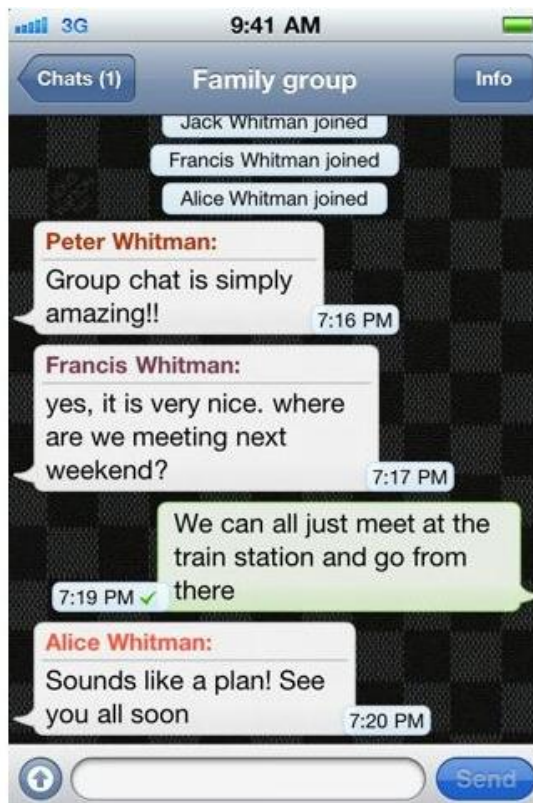 3G 9:41 AM
Chats (1) Family group Info
Jack Whitman joined
Francis Whitman joined
Alice Whitman joined
Peter Whitman:
Group chat is simply
amazing!!
7:16 PM
Francis Whitman:
yes, it is very nice. where
are we meeting next
weekend?
7:17 PM
We can all just meet at the
train station and go from
there
7:19 PM
Alice Whitman:
Sounds like a plan! See
you all soon
7:20 PM
Send